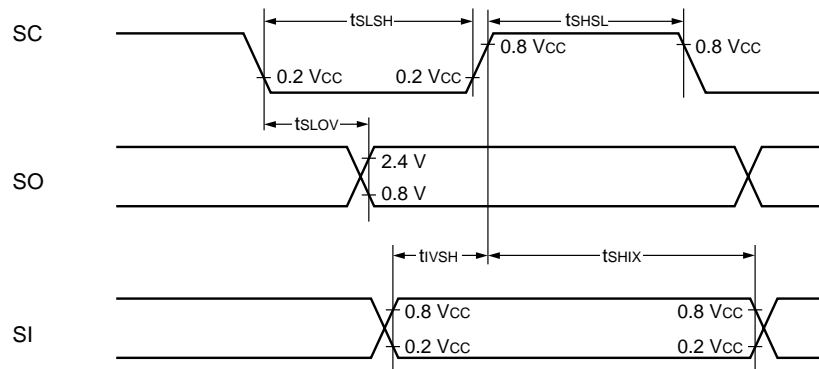 tSLSH tSHSL
SC
0.8 VCC 0.8 VCC
0.2 VCC 0.2 VCC
tSLOV
SO
2.4 V
0.8 V
tIVSH tSHIX
SI
0.8 VCC 0.8 VCC
0.2 VCC 0.2 VCC